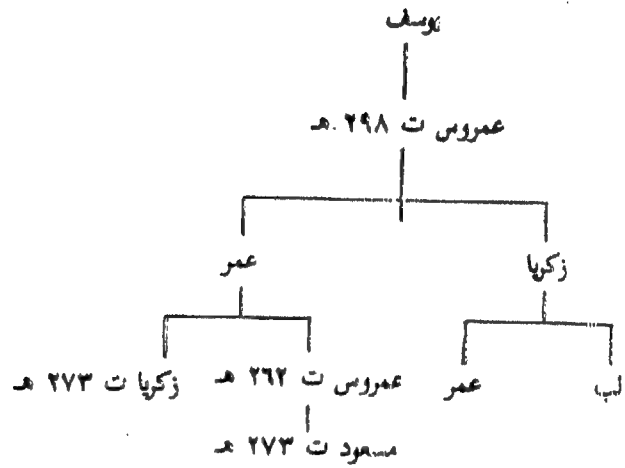 يوسف
عمروس ت ٢٩٨ هـ
زكريا عمر
لب عمر عمروس ت ٢٦٢ هـ زكريا ت ٢٧٣ هـ
مسعود ت ٢٧٣ هـ